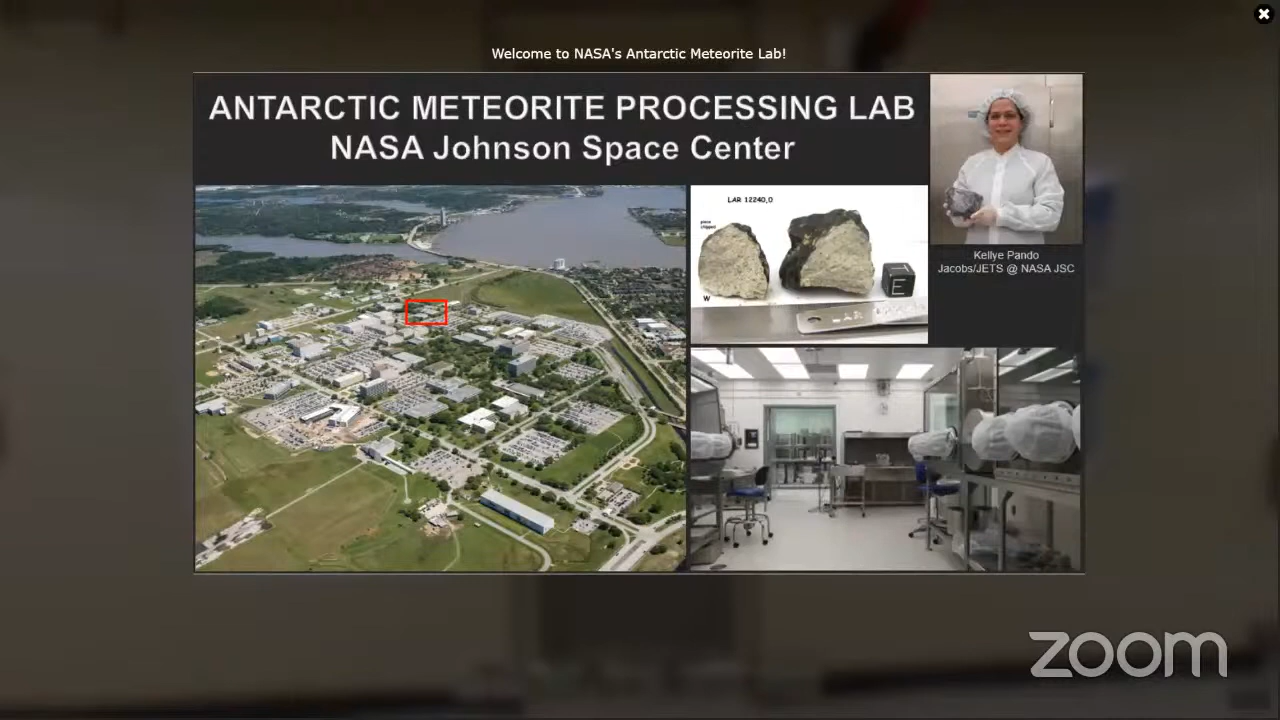 Welcome to NASA's Antarctic Meteorite Lab!
ANTARCTIC METEORITE PROCESSING LAB
NASA Johnson Space Center
LAR 12240,0
W
E
Kellye Pando
Jacobs/JETS @ NASA JSC
zoom